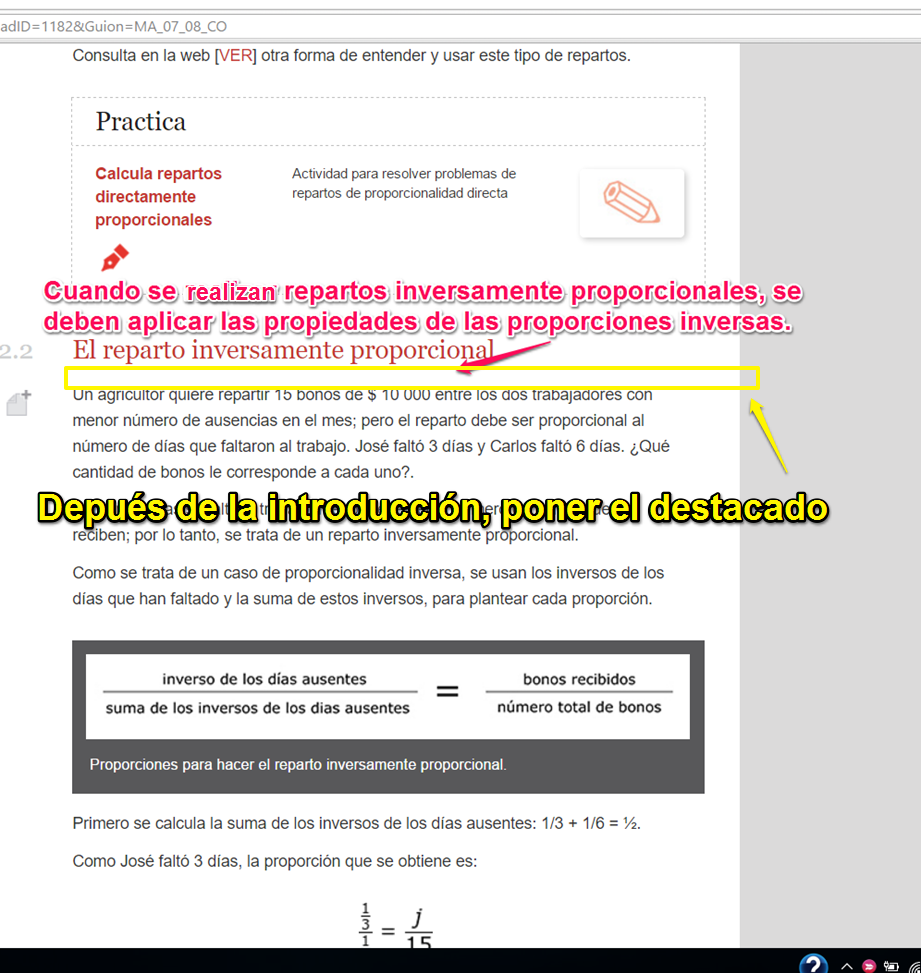 adID=1182&Guion=MA_07_08_CO
Consulta en la web [VER] otra forma de entender y usar este tipo de repartos.
Practica
Calcula repartos
directamente
proporcionales
Actividad para resolver problemas de
repartos de proporcionalidad directa
Cuando se realizan repartos inversamente proporcionales, se
deben aplicar las propiedades de las proporciones inversas.
2.2 El reparto inversamente proporcional
Un agricultor quiere repartir 15 bonos de $ 10 000 entre los dos trabajadores con
menor número de ausencias en el mes; pero el reparto debe ser proporcional al
número de días que faltaron al trabajo. José faltó 3 días y Carlos faltó 6 días. ¿Qué
cantidad de bonos le corresponde a cada uno?.
Depués de la introducción, poner el destacado
reciben; por lo tanto, se trata de un reparto inversamente proporcional.
Como se trata de un caso de proporcionalidad inversa, se usan los inversos de los
días que han faltado y la suma de estos inversos, para plantear cada proporción.
inverso de los días ausentes
suma de los inversos de los dias ausentes
=
bonos recibidos
número total de bonos
Proporciones para hacer el reparto inversamente proporcional.
Primero se calcula la suma de los inversos de los días ausentes: 1/3 + 1/6 = ½.
Como José faltó 3 días, la proporción que se obtiene es:
1
3
1
=
j
15